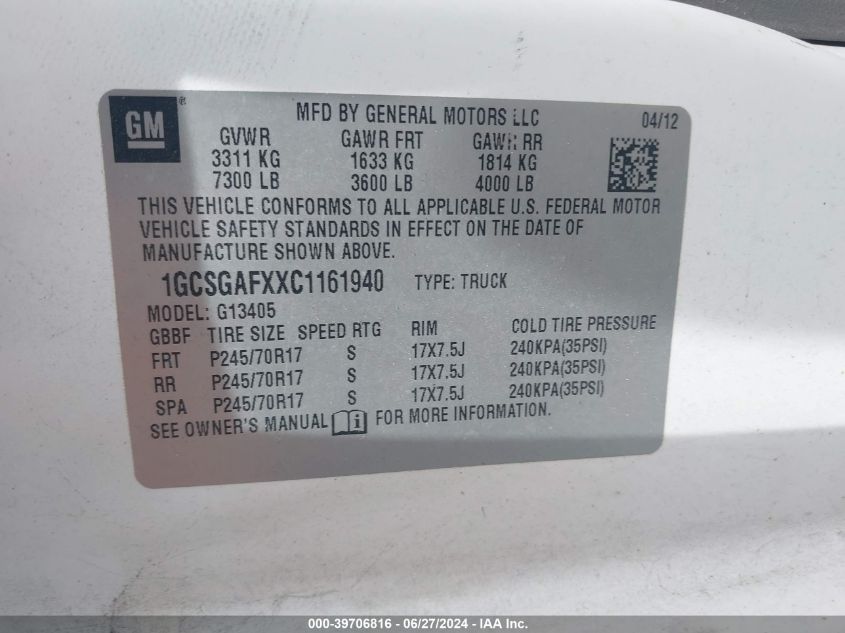 GM ®
MFD BY GENERAL MOTORS LLC
04/12
GVWR GAWR FRT GAWR RR
3311 KG 1633 KG 1814 KG
7300 LB 3600 LB 4000 LB
THIS VEHICLE CONFORMS TO ALL APPLICABLE U.S. FEDERAL MOTOR
VEHICLE SAFETY STANDARDS IN EFFECT ON THE DATE OF
MANUFACTURE SHOWN ABOVE.
1GCSGAFXXC1161940 TYPE: TRUCK
MODEL: G13405
GBBF TIRE SIZE SPEED RTG RIM COLD TIRE PRESSURE
FRT P245/70R17 S 17X7.5J 240KPA(35PSI)
RR P245/70R17 S 17X7.5J 240KPA(35PSI)
SPA P245/70R17 S 17X7.5J 240KPA(35PSI)
SEE OWNER'S MANUAL i FOR MORE INFORMATION.
000-39706816 - 06/27/2024 - IAA Inc.